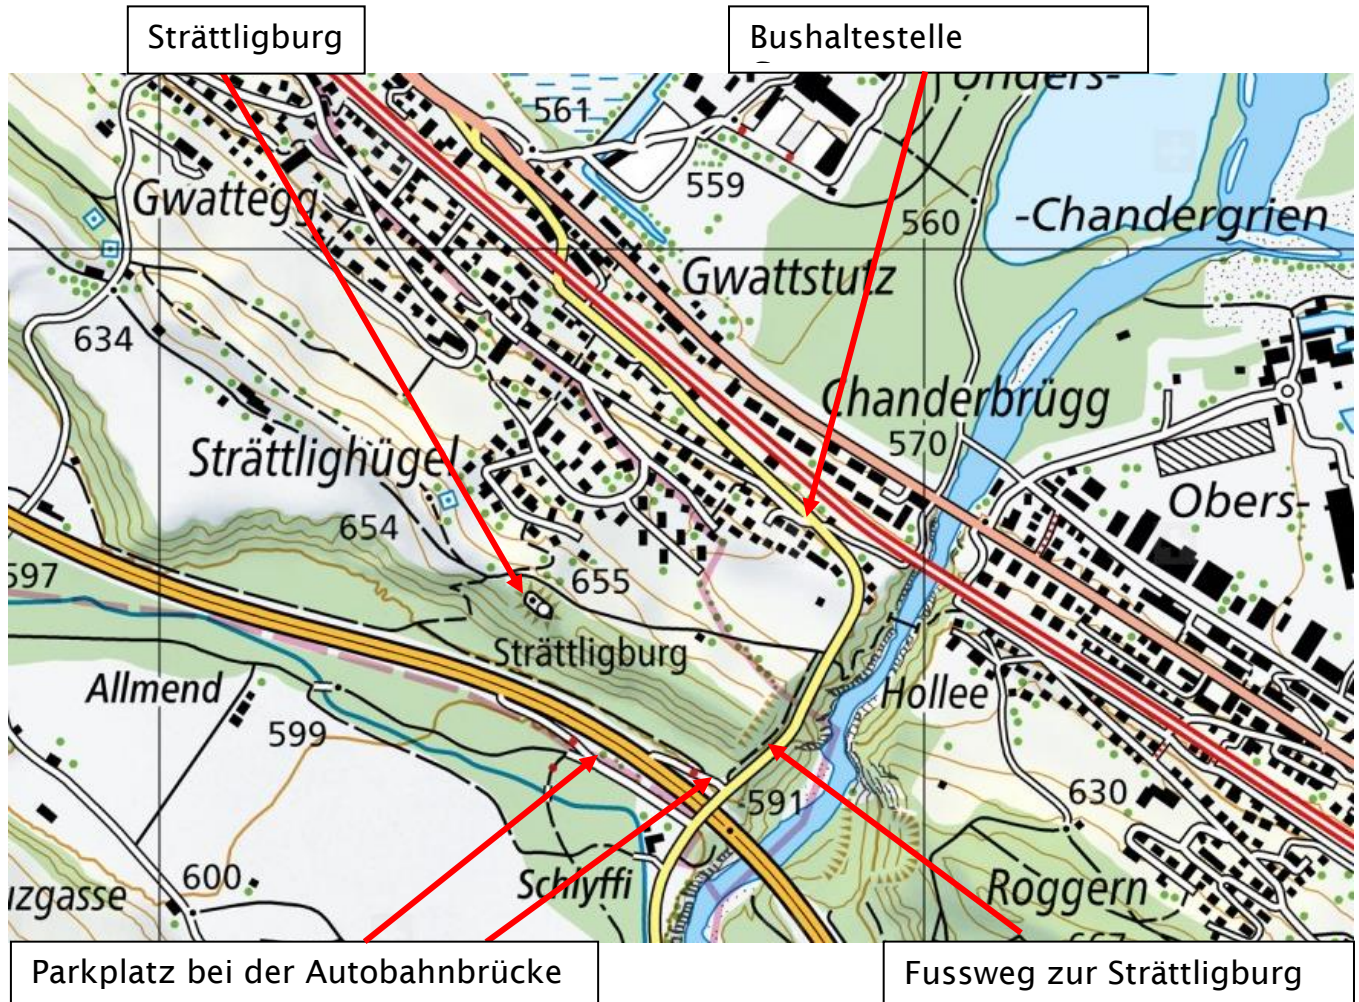 Strättligburg
Bushaltestelle
561
559
560
Gwattegg
-Chandergrien
Gwattstutz
634
Chanderbrügg
570
Strättlighügel
654
Obers-
597
655
Strättligburg
Allmend
Hollee
599
591
630
600
Schlyffi
Roggern
uzgasse
Parkplatz bei der Autobahnbrücke
Fussweg zur Strättligburg